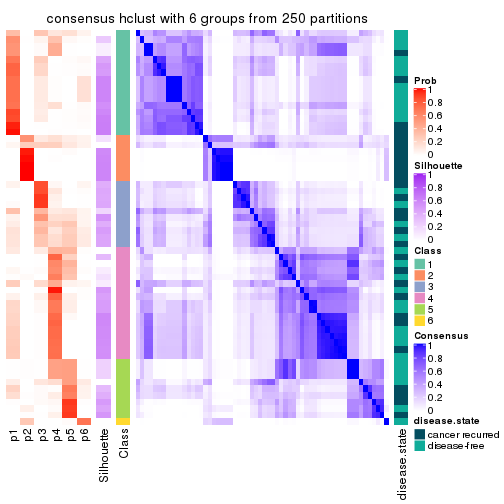 consensus hclust with 6 groups from 250 partitions
Prob
1
0.8
0.6
0.4
0.2
0
Silhouette
1
0.8
0.6
0.4
0.2
0
Class
1
2
3
4
5
6
Consensus
1
0.8
0.6
0.4
0.2
0
disease.state
cancer recurred
disease-free
p1
p2
p3
p4
p5
p6
Silhouette
Class
disease.state